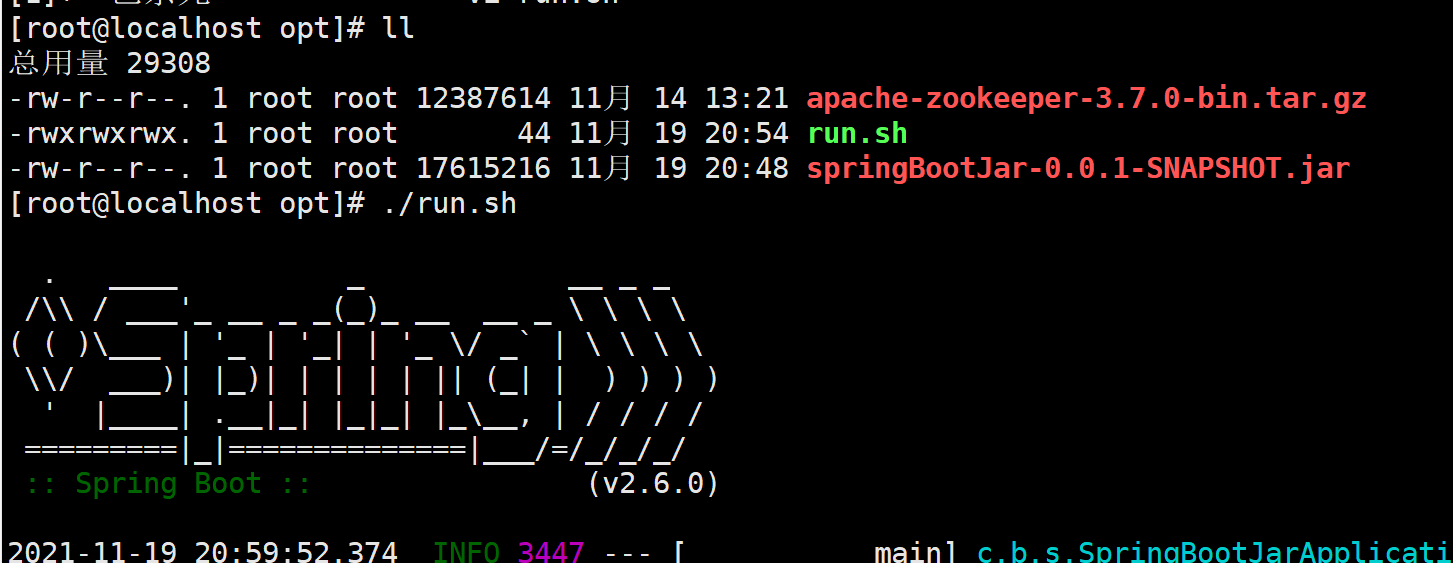 [root@localhost opt]# ll
总用量 29308
-rw-r--r--. 1 root root 12387614 11月 14 13:21 apache-zookeeper-3.7.0-bin.tar.gz
-rwxrwxrwx. 1 root root       44 11月 19 20:54 run.sh
-rw-r--r--. 1 root root 17615216 11月 19 20:48 springBootJar-0.0.1-SNAPSHOT.jar
[root@localhost opt]# ./run.sh
  .   ____          _            __ _ _
 /\\ / ___'_ __ _ _(_)_ __  __ _ \ \ \ \
( ( )\___ | '_ | '_| | '_ \/ _` | \ \ \ \
 \\/  ___)| |_)| | | | | || (_| |  ) ) ) )
  '  |____| .__|_| |_|_| |_\__, | / / / /
 =========|_|==============|___/=/_/_/_/
 :: Spring Boot ::                (v2.6.0)
2021-11-19 20:59:52.374  INFO 3447 --- [           main] c.b.s.SpringBootJarApplicati